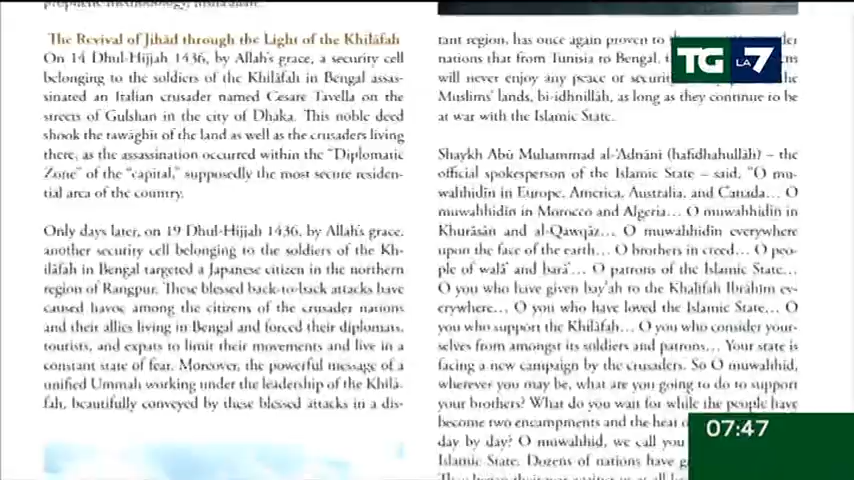 The Revival of Jihād through the Light of the Khilāfah
On 14 Dhul-Hijjah 1436, by Allah's grace, a security cell
belonging to the soldiers of the Khilāfah in Bengal assas-
sinated an Italian crusader named Cesare Tavella on the
streets of Gulshan in the city of Dhaka. This noble deed
shook the tawāghīt of the land as well as the crusaders living
there, as the assassination occurred within the "Diplomatic
Zone" of the "capital," supposedly the most secure residen-
tial area of the country.
Only days later, on 19 Dhul-Hijjah 1436, by Allah's grace,
another security cell belonging to the soldiers of the Kh-
ilāfah in Bengal targeted a Japanese citizen in the northern
region of Rangpur. These blessed back-to-back attacks have
caused havoc among the citizens of the crusader nations
and their allies living in Bengal and forced their diplomats,
tourists, and expats to limit their movements and live in a
constant state of fear. Moreover, the powerful message of a
unified Ummah working under the leadership of the Khilā-
fah, beautifully conveyed by these blessed attacks in a dis-
tant region, has once again proven to
nations that from Tunisia to Bengal,
will never enjoy any peace or security
Muslims' lands, bi-idhnillāh, as long as they continue to be
at war with the Islamic State.
Shaykh Abū Muhammad al-'Adnānī (hafidhahullāh) – the
official spokesperson of the Islamic State – said, "O mu-
wahhidīn in Europe, America, Australia, and Canada… O
muwahhidīn in Morocco and Algeria… O muwahhidīn in
Khurāsān and al-Qawqāz… O muwahhidīn everywhere
upon the face of the earth… O brothers in creed… O peo-
ple of walā' and barā'… O patrons of the Islamic State…
O you who have given bay'ah to the Khalīfah Ibrāhīm ev-
erywhere… O you who have loved the Islamic State… O
you who support the Khilāfah… O you who consider your-
selves from amongst its soldiers and patrons… Your state is
facing a new campaign by the crusaders. So O muwahhid,
wherever you may be, what are you going to do to support
your brothers? What do you wait for while the people have
become two encampments and the heat
day by day? O muwahhid, we call you
Islamic State. Dozens of nations have
TG LA 7
07:47